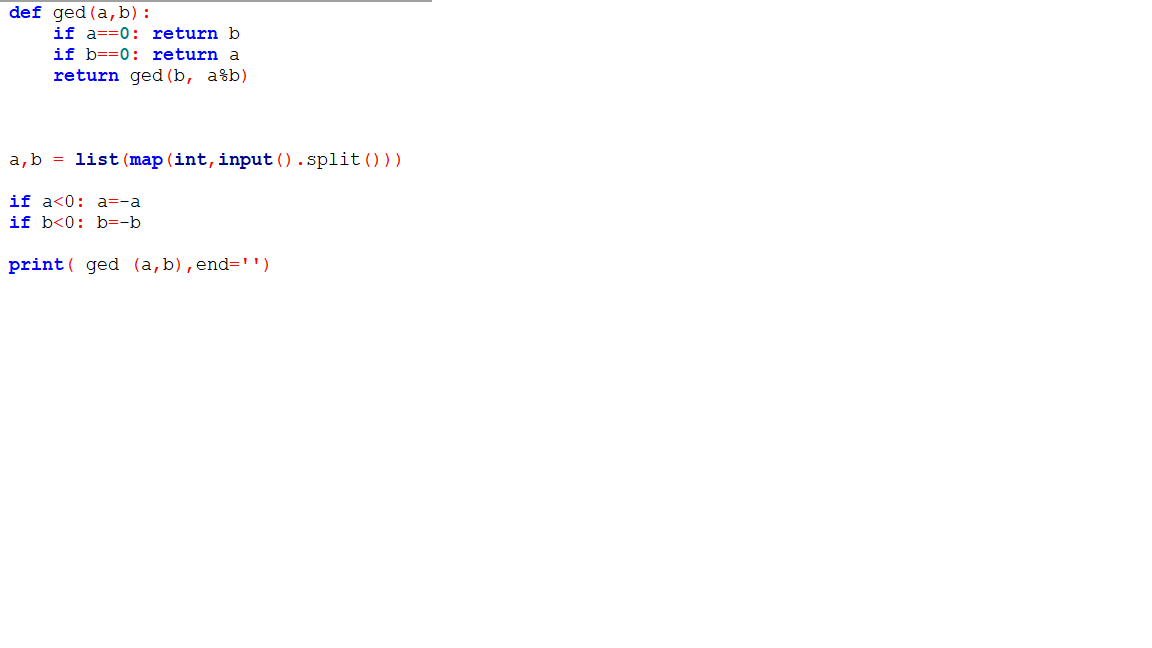 def ged(a,b):
    if a==0: return b
    if b==0: return a
    return ged(b, a%b)
a,b = list(map(int,input().split()))
if a<0: a=-a
if b<0: b=-b
print( ged (a,b),end='')